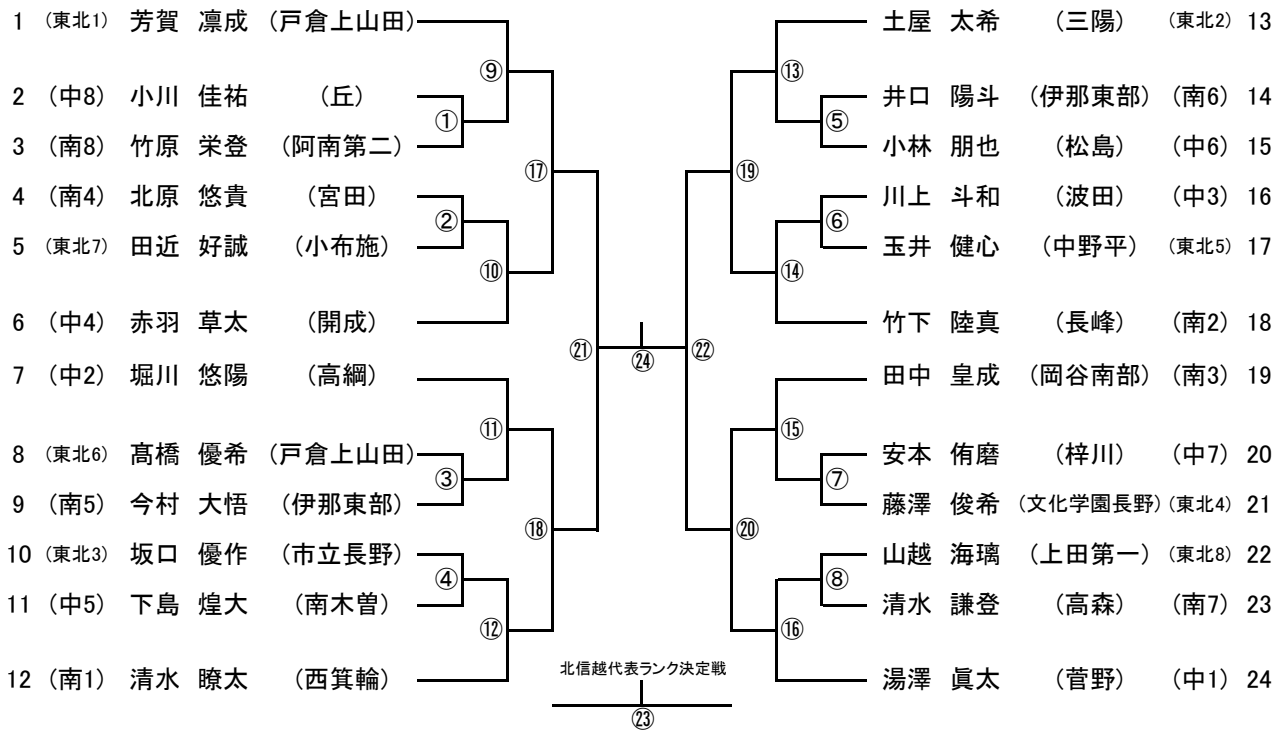 1 (東北1) 芳賀 凛成 (戸倉上山田)
⑨
2 (中8) 小川 佳祐 (丘)
①
3 (南8) 竹原 栄登 (阿南第二)
⑰
4 (南4) 北原 悠貴 (宮田)
②
5 (東北7) 田近 好誠 (小布施)
⑩
6 (中4) 赤羽 草太 (開成)
㉑
7 (中2) 堀川 悠陽 (高綱)
⑪
8 (東北6) 髙橋 優希 (戸倉上山田)
③
9 (南5) 今村 大悟 (伊那東部)
⑱
10 (東北3) 坂口 優作 (市立長野)
④
11 (中5) 下島 煌大 (南木曽)
⑫
12 (南1) 清水 瞭太 (西箕輪)
㉔
北信越代表ランク決定戦
㉓
土屋 太希 (三陽) (東北2) 13
⑬
井口 陽斗 (伊那東部) (南6) 14
⑤
小林 朋也 (松島) (中6) 15
⑲
川上 斗和 (波田) (中3) 16
⑥
玉井 健心 (中野平) (東北5) 17
⑭
竹下 陸真 (長峰) (南2) 18
㉒
田中 皇成 (岡谷南部) (南3) 19
⑮
安本 侑磨 (梓川) (中7) 20
⑦
藤澤 俊希 (文化学園長野) (東北4) 21
⑳
山越 海璃 (上田第一) (東北8) 22
⑧
清水 謙登 (高森) (南7) 23
⑯
湯澤 眞太 (菅野) (中1) 24